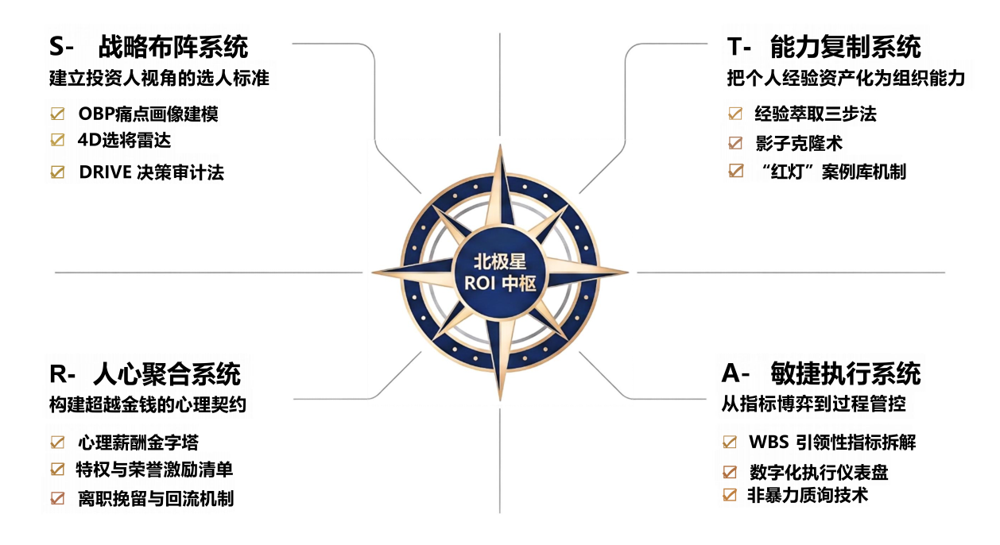 S- 战略布阵系统
建立投资人视角的选人标准
OBP痛点画像建模
4D选将雷达
DRIVE 决策审计法
T- 能力复制系统
把个人经验资产化为组织能力
经验萃取三步法
影子克隆术
“红灯”案例库机制
北极星
ROI 中枢
R- 人心聚合系统
构建超越金钱的心理契约
心理薪酬金字塔
特权与荣誉激励清单
离职挽留与回流机制
A- 敏捷执行系统
从指标博弈到过程管控
WBS 引领性指标拆解
数字化执行仪表盘
非暴力质询技术